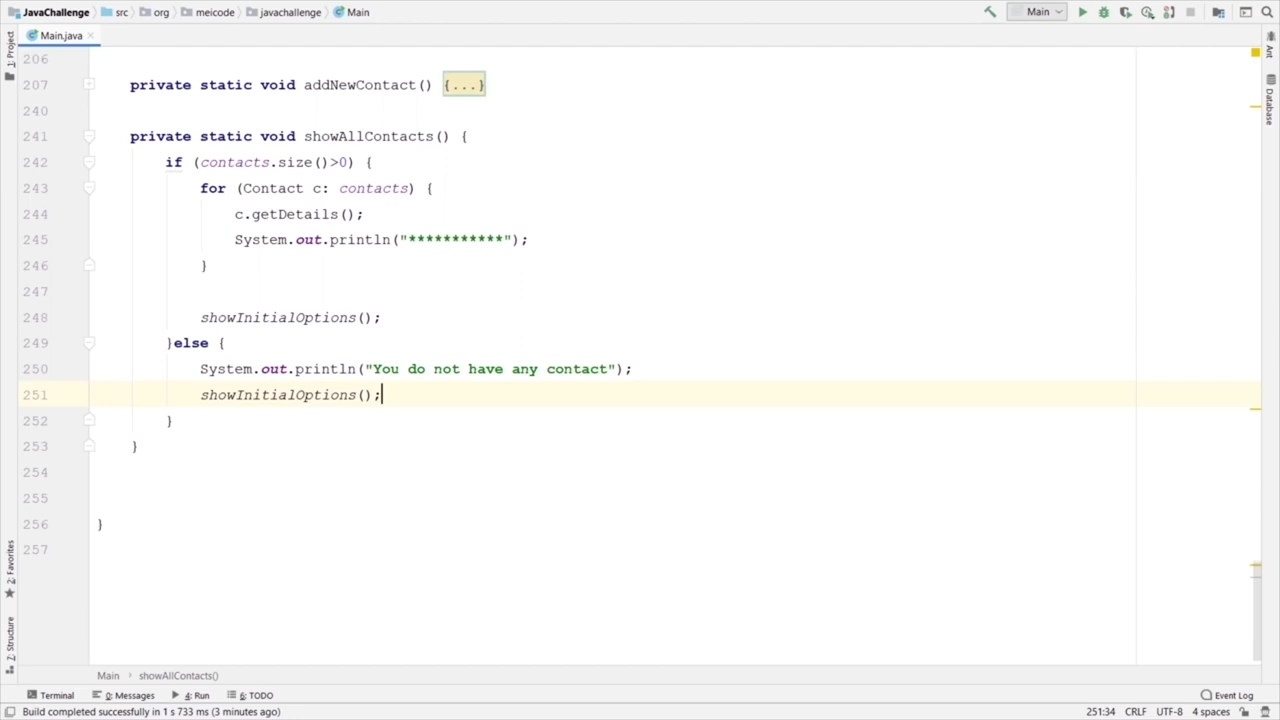 JavaChallenge src org meicode javachallenge Main Main
Main.java
1: Project
Ant
Database
206
207 private static void addNewContact() {...}
240
241 private static void showAllContacts() {
242 if (contacts.size()>0) {
243 for (Contact c: contacts) {
244 c.getDetails();
245 System.out.println("***********");
246 }
247
248 showInitialOptions();
249 }else {
250 System.out.println("You do not have any contact");
251 showInitialOptions();
252 }
253 }
254
255
256 }
257
2: Favorites
7: Structure
Main › showAllContacts()
Terminal 0: Messages 4: Run 6: TODO Event Log
Build completed successfully in 1 s 733 ms (3 minutes ago) 251:34 CRLF UTF-8 4 spaces